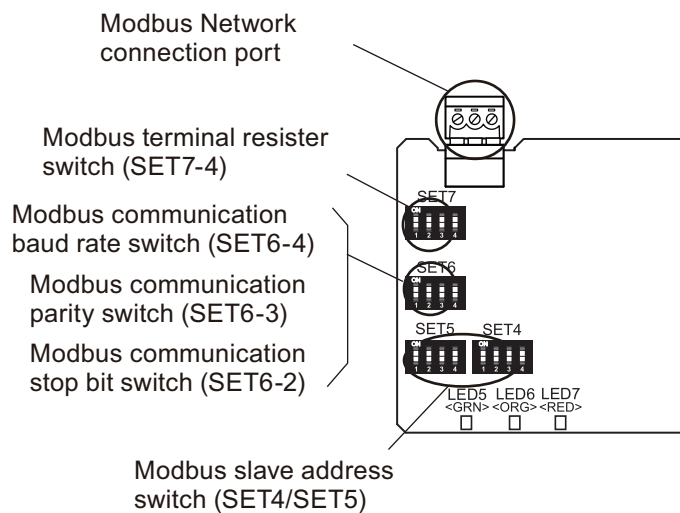 Modbus Network
connection port
Modbus terminal resister
switch (SET7-4)
Modbus communication
baud rate switch (SET6-4)
Modbus communication
parity switch (SET6-3)
Modbus communication
stop bit switch (SET6-2)
Modbus slave address
switch (SET4/SET5)
SET7
ON
1 2 3 4
SET6
ON
1 2 3 4
SET5 SET4
ON ON
1 2 3 4 1 2 3 4
LED5 LED6 LED7
<GRN> <ORG> <RED>